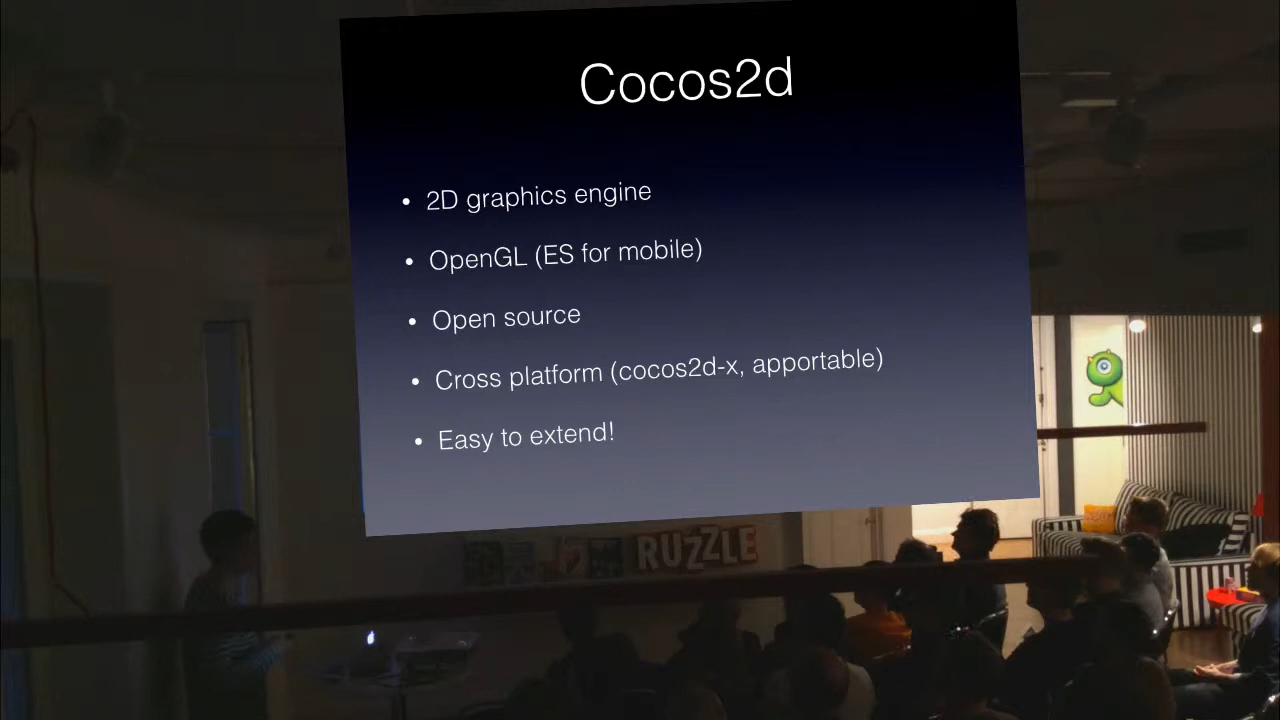 Cocos2d
• 2D graphics engine
• OpenGL (ES for mobile)
• Open source
• Cross platform (cocos2d-x, apportable)
• Easy to extend!
RUZZLE